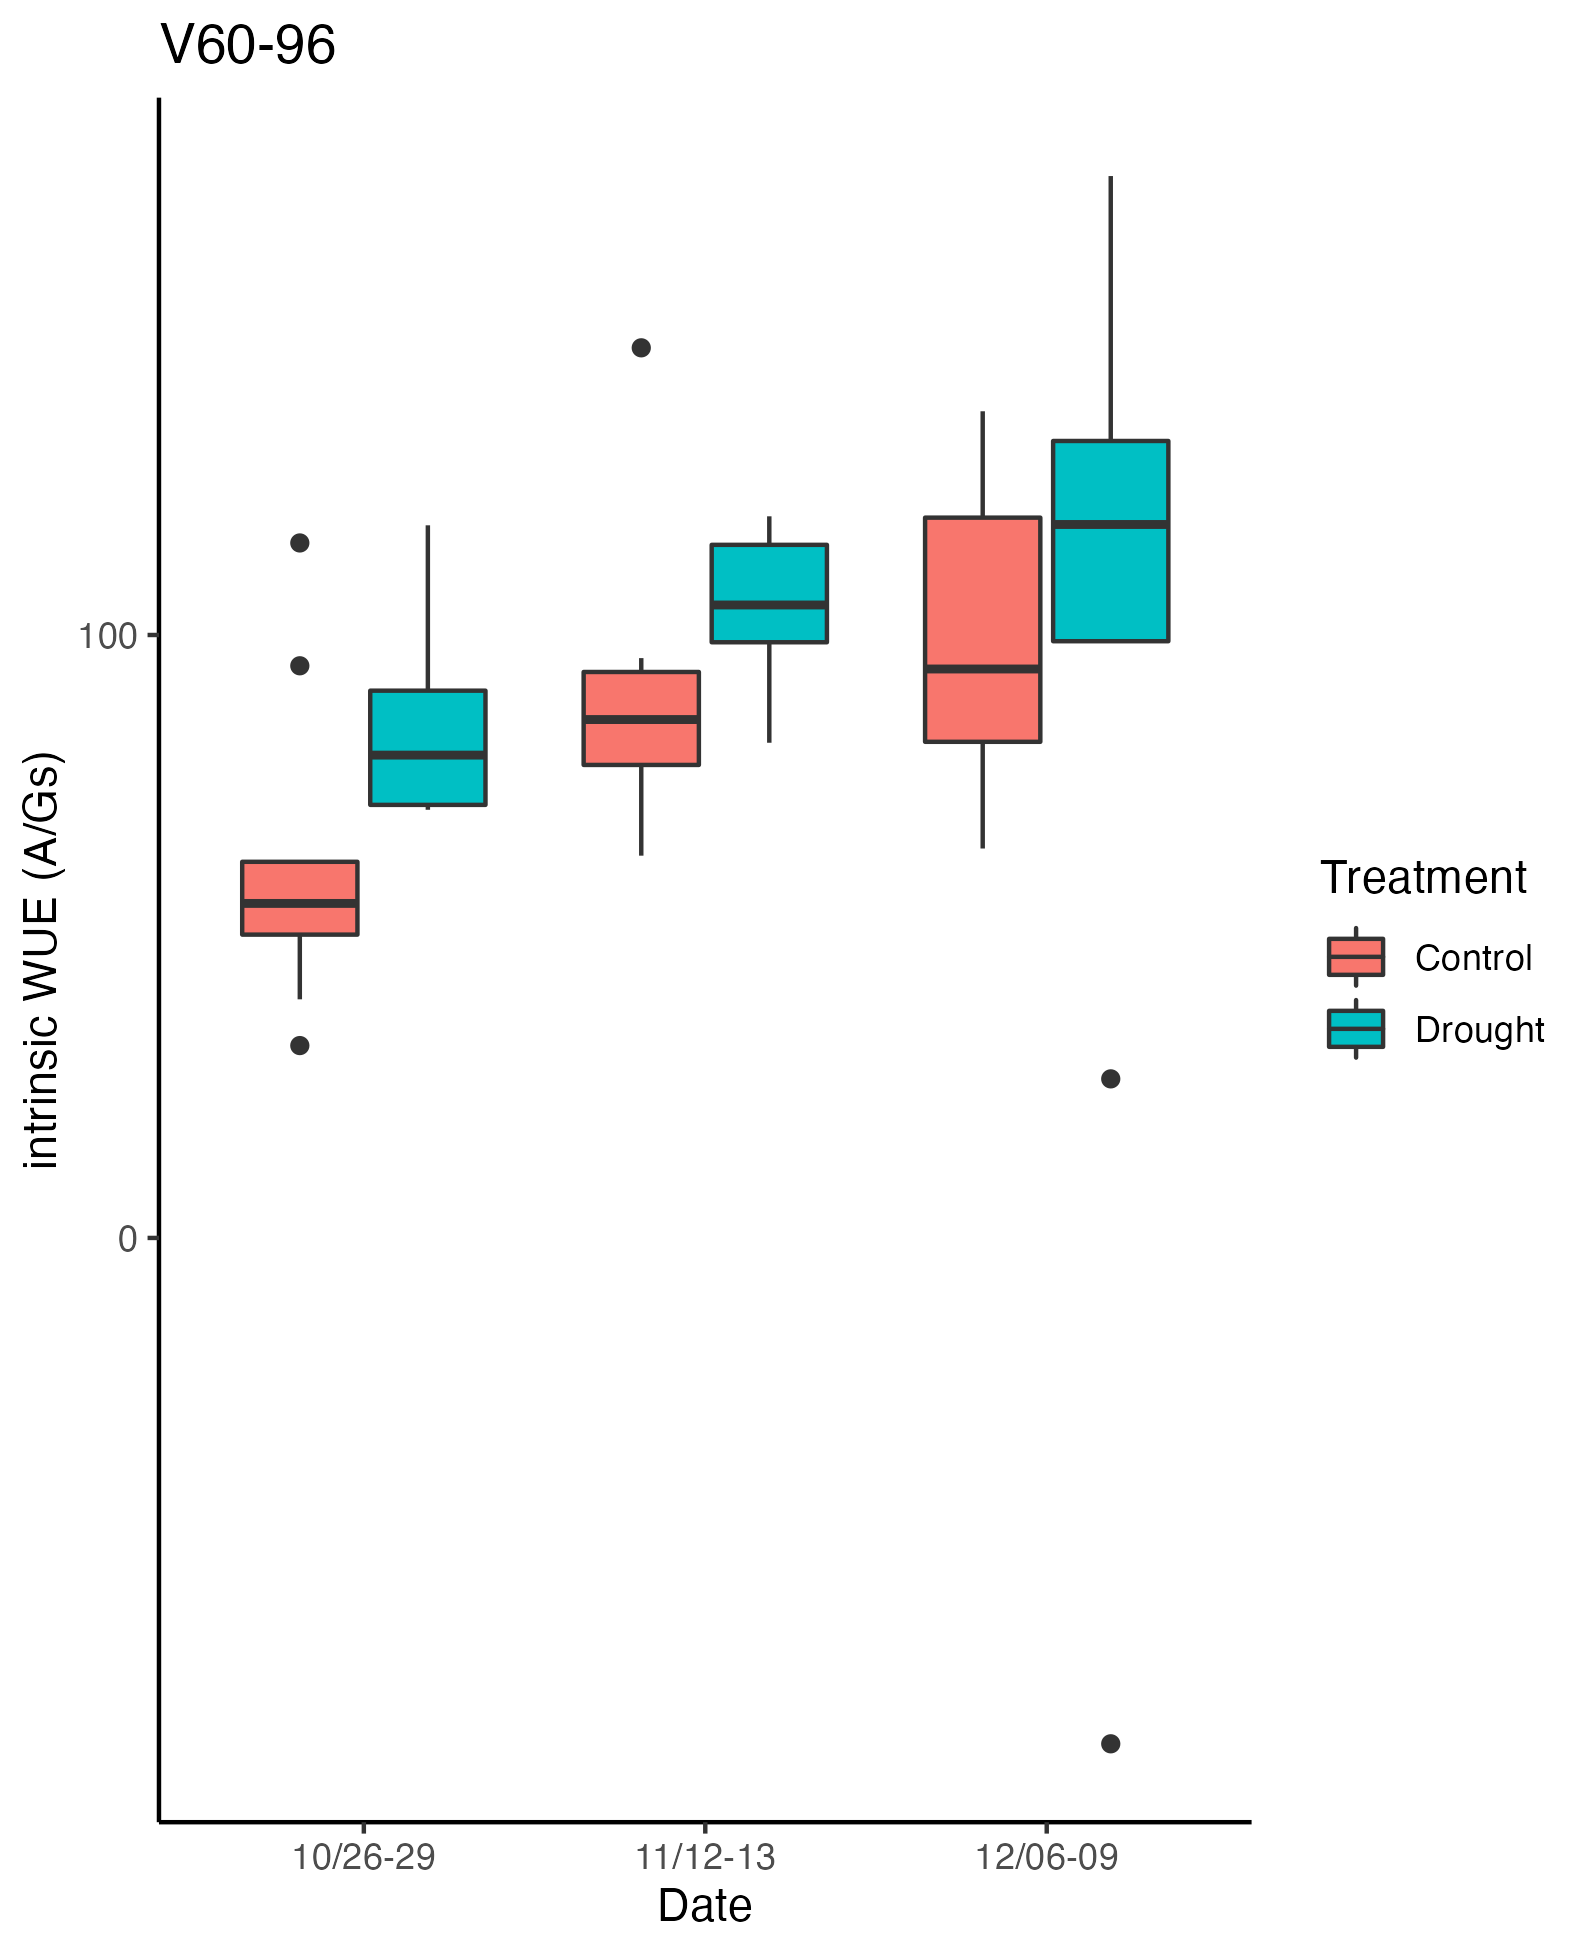 V60-96
intrinsic WUE (A/Gs)
100
0
10/26-29
11/12-13
12/06-09
Date
Treatment
Control
Drought